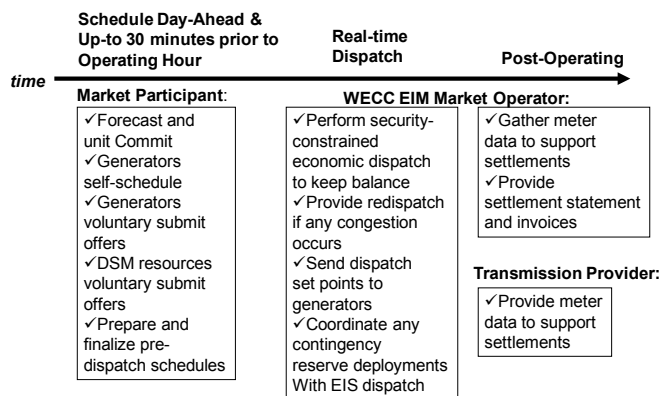 Schedule Day-Ahead &
Up-to 30 minutes prior to
Operating Hour
Real-time
Dispatch
Post-Operating
time
Market Participant:
✓Forecast and
unit Commit
✓Generators
self-schedule
✓Generators
voluntary submit
offers
✓DSM resources
voluntary submit
offers
✓Prepare and
finalize pre-
dispatch schedules
WECC EIM Market Operator:
✓Perform security-
constrained
economic dispatch
to keep balance
✓Provide redispatch
if any congestion
occurs
✓Send dispatch
set points to
generators
✓Coordinate any
contingency
reserve deployments
With EIS dispatch
✓Gather meter
data to support
settlements
✓Provide
settlement statement
and invoices
Transmission Provider:
✓Provide meter
data to support
settlements